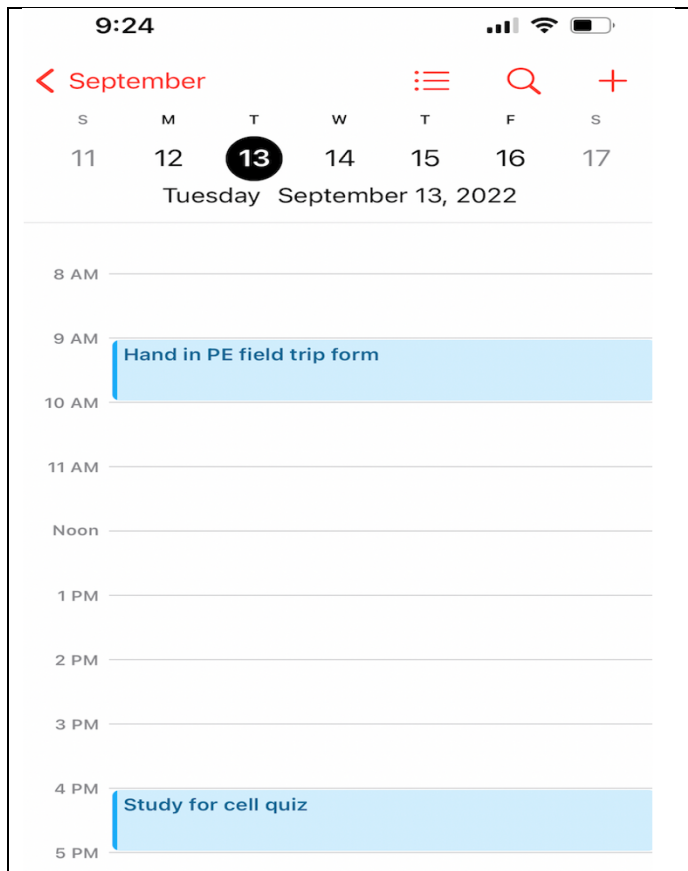 9:24
September
S M T W T F S
11 12 13 14 15 16 17
Tuesday September 13, 2022
8 AM
9 AM
Hand in PE field trip form
10 AM
11 AM
Noon
1 PM
2 PM
3 PM
4 PM
Study for cell quiz
5 PM